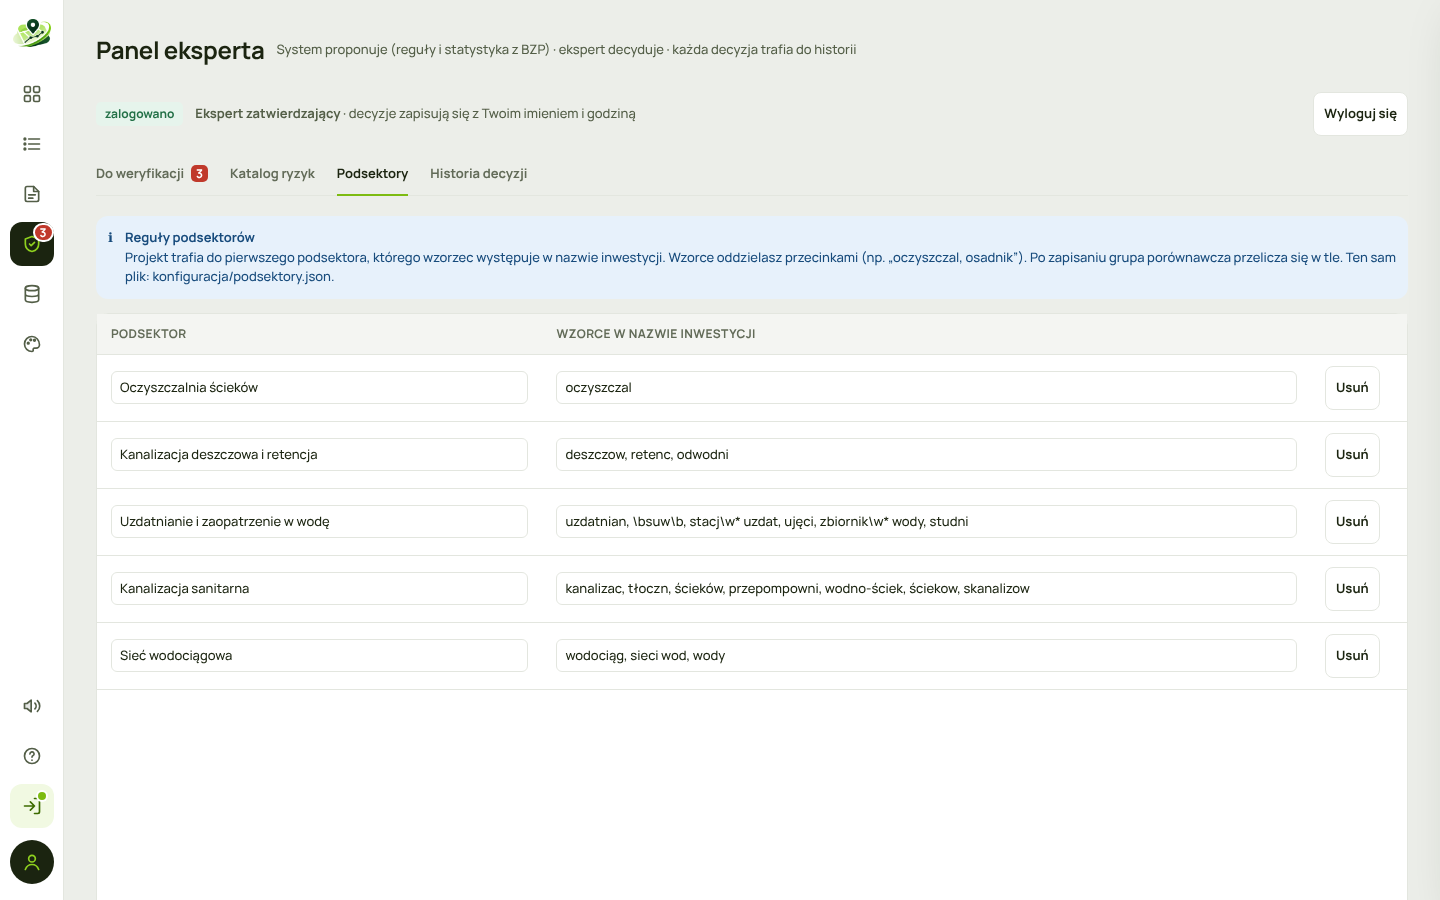 Panel eksperta System proponuje (reguły i statystyka z BZP) · ekspert decyduje · każda decyzja trafia do historii
zalogowano Ekspert zatwierdzający · decyzje zapisują się z Twoim imieniem i godziną Wyloguj się
Do weryfikacji 3 Katalog ryzyk Podsektory Historia decyzji
3
i Reguły podsektorów
Projekt trafia do pierwszego podsektora, którego wzorzec występuje w nazwie inwestycji. Wzorce oddzielasz przecinkami (np. „oczyszczal, osadnik”). Po zapisaniu grupa porównawcza przelicza się w tle. Ten sam
plik: konfiguracja/podsektory.json.
PODSEKTOR WZORCE W NAZWIE INWESTYCJI
Oczyszczalnia ścieków oczyszczal Usuń
Kanalizacja deszczowa i retencja deszczow, retenc, odwodni Usuń
Uzdatnianie i zaopatrzenie w wodę uzdatnian, \bsuw\b, stacj\w* uzdat, ujęci, zbiornik\w* wody, studni Usuń
Kanalizacja sanitarna kanalizac, tłoczn, ścieków, przepompowni, wodno-ściek, ściekow, skanalizow Usuń
Sieć wodociągowa wodociąg, sieci wod, wody Usuń